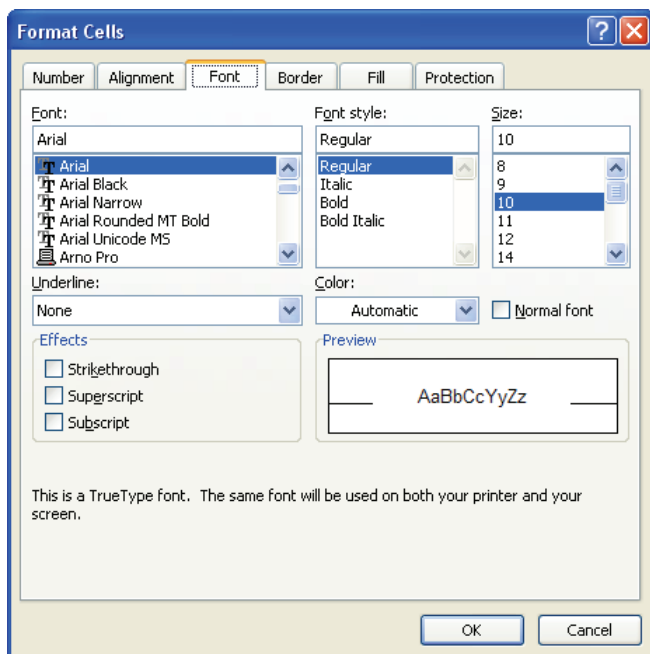 Format Cells
Number Alignment Font Border Fill Protection
Font: Font style: Size:
Arial Regular 10
Arial Regular 8
Arial Black Italic 9
Arial Narrow Bold 10
Arial Rounded MT Bold Bold Italic 11
Arial Unicode MS 12
Arno Pro 14
Underline: Color:
None Automatic Normal font
Effects Preview
Strikethrough
Superscript AaBbCcYyZz
Subscript
This is a TrueType font. The same font will be used on both your printer and your
screen.
OK Cancel